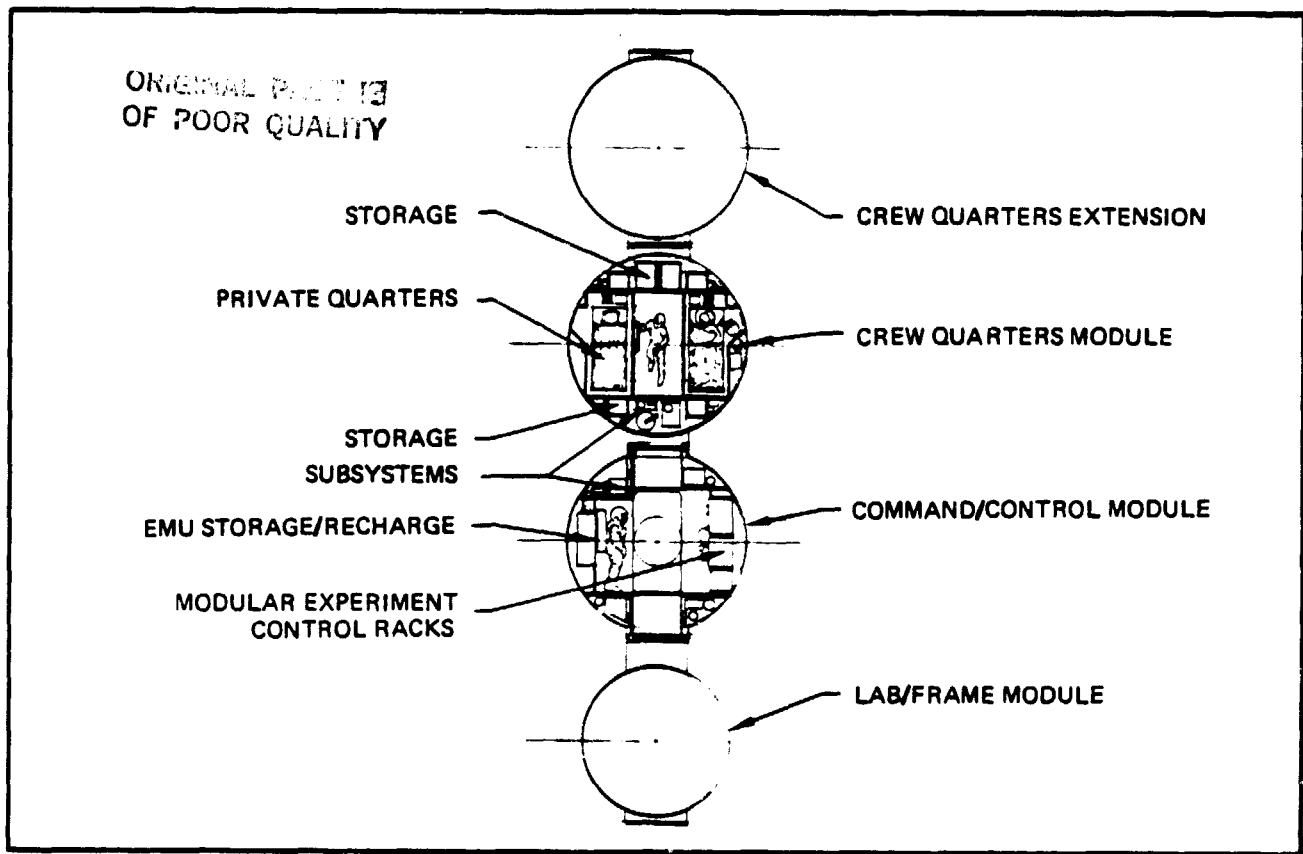 ORIGINAL
OF POOR QUALITY
STORAGE
CREW QUARTERS EXTENSION
PRIVATE QUARTERS
CREW QUARTERS MODULE
STORAGE
SUBSYSTEMS
EMU STORAGE/RECHARGE
COMMAND/CONTROL MODULE
MODULAR EXPERIMENT
CONTROL RACKS
LAB/FRAME MODULE